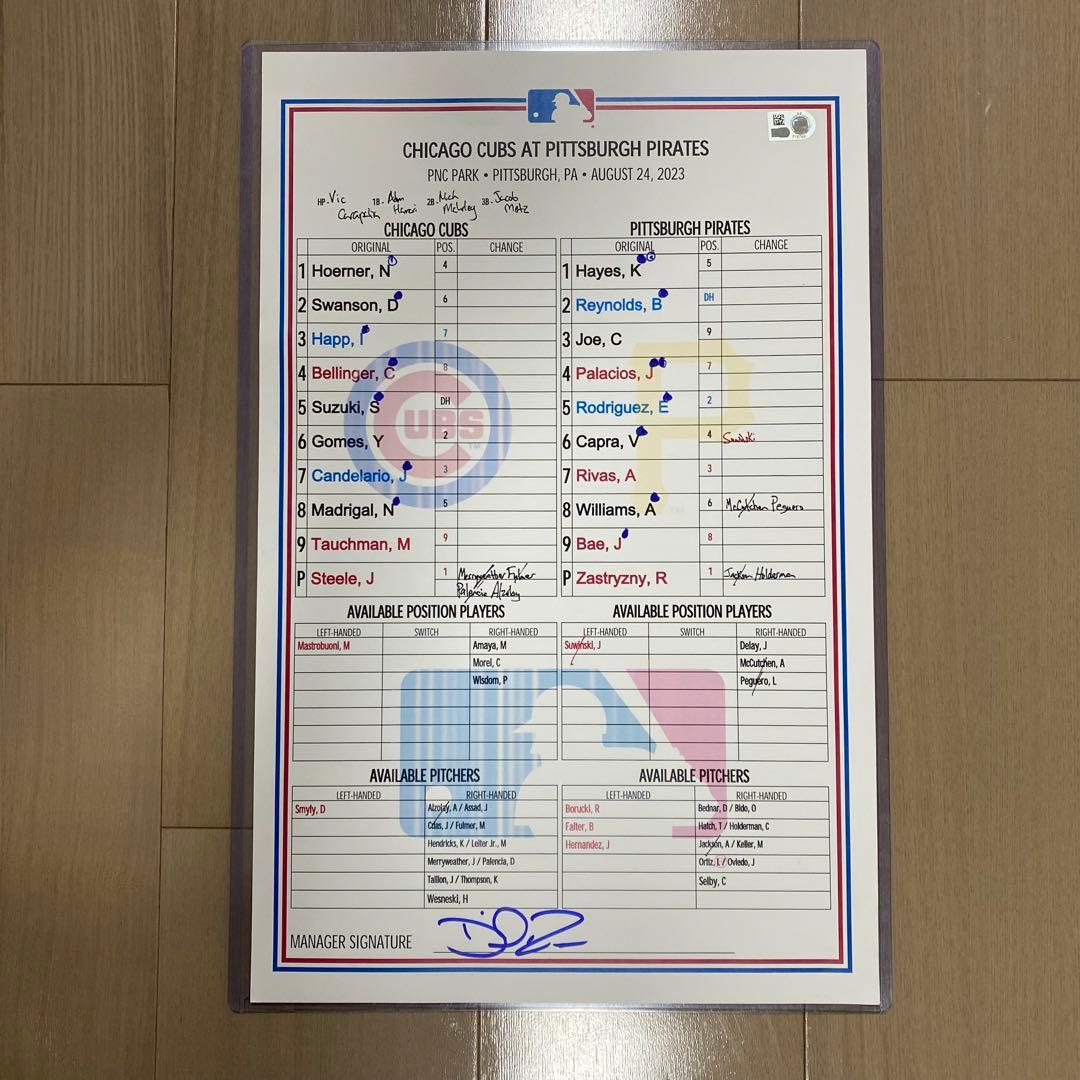 CHICAGO CUBS AT PITTSBURGH PIRATES
PNC PARK • PITTSBURGH, PA • AUGUST 24, 2023
HP- Vic 1B- Adam 2B- Nick 3B- Jacob
Metz
CHICAGO CUBS
ORIGINAL POS. CHANGE
1 Hoerner, N 4
2 Swanson, D 6
3 Happ, I 7
4 Bellinger, C 8
5 Suzuki, S DH
6 Gomes, Y 2
7 Candelario, J 3
8 Madrigal, N 5
9 Tauchman, M 9
P Steele, J 1 Merryweather Fulmer
Palencia Alzolay
CUBS
TM
PITTSBURGH PIRATES
ORIGINAL POS. CHANGE
1 Hayes, K 5
2 Reynolds, B DH
3 Joe, C 9
4 Palacios, J 7
5 Rodriguez, E 2
6 Capra, V 4 Suwinski
7 Rivas, A 3
8 Williams, A 6 McCutchen Peguero
9 Bae, J 8
P Zastryzny, R 1 Jackson Holderman
P
TM
AVAILABLE POSITION PLAYERS
LEFT-HANDED SWITCH RIGHT-HANDED
Mastrobuoni, M Amaya, M
Morel, C
Wisdom, P
AVAILABLE POSITION PLAYERS
LEFT-HANDED SWITCH RIGHT-HANDED
Suwinski, J Delay, J
McCutchen, A
Peguero, L
AVAILABLE PITCHERS
LEFT-HANDED RIGHT-HANDED
Smyly, D Alzolay, A / Assad, J
Cuas, J / Fulmer, M
Hendricks, K / Leiter Jr., M
Merryweather, J / Palencia, D
Taillon, J / Thompson, K
Wesneski, H
AVAILABLE PITCHERS
LEFT-HANDED RIGHT-HANDED
Borucki, R Bednar, D / Bido, O
Falter, B Hatch, T / Holderman, C
Hernandez, J Jackson, A / Keller, M
Ortiz, L / Oviedo, J
Selby, C
MANAGER SIGNATURE